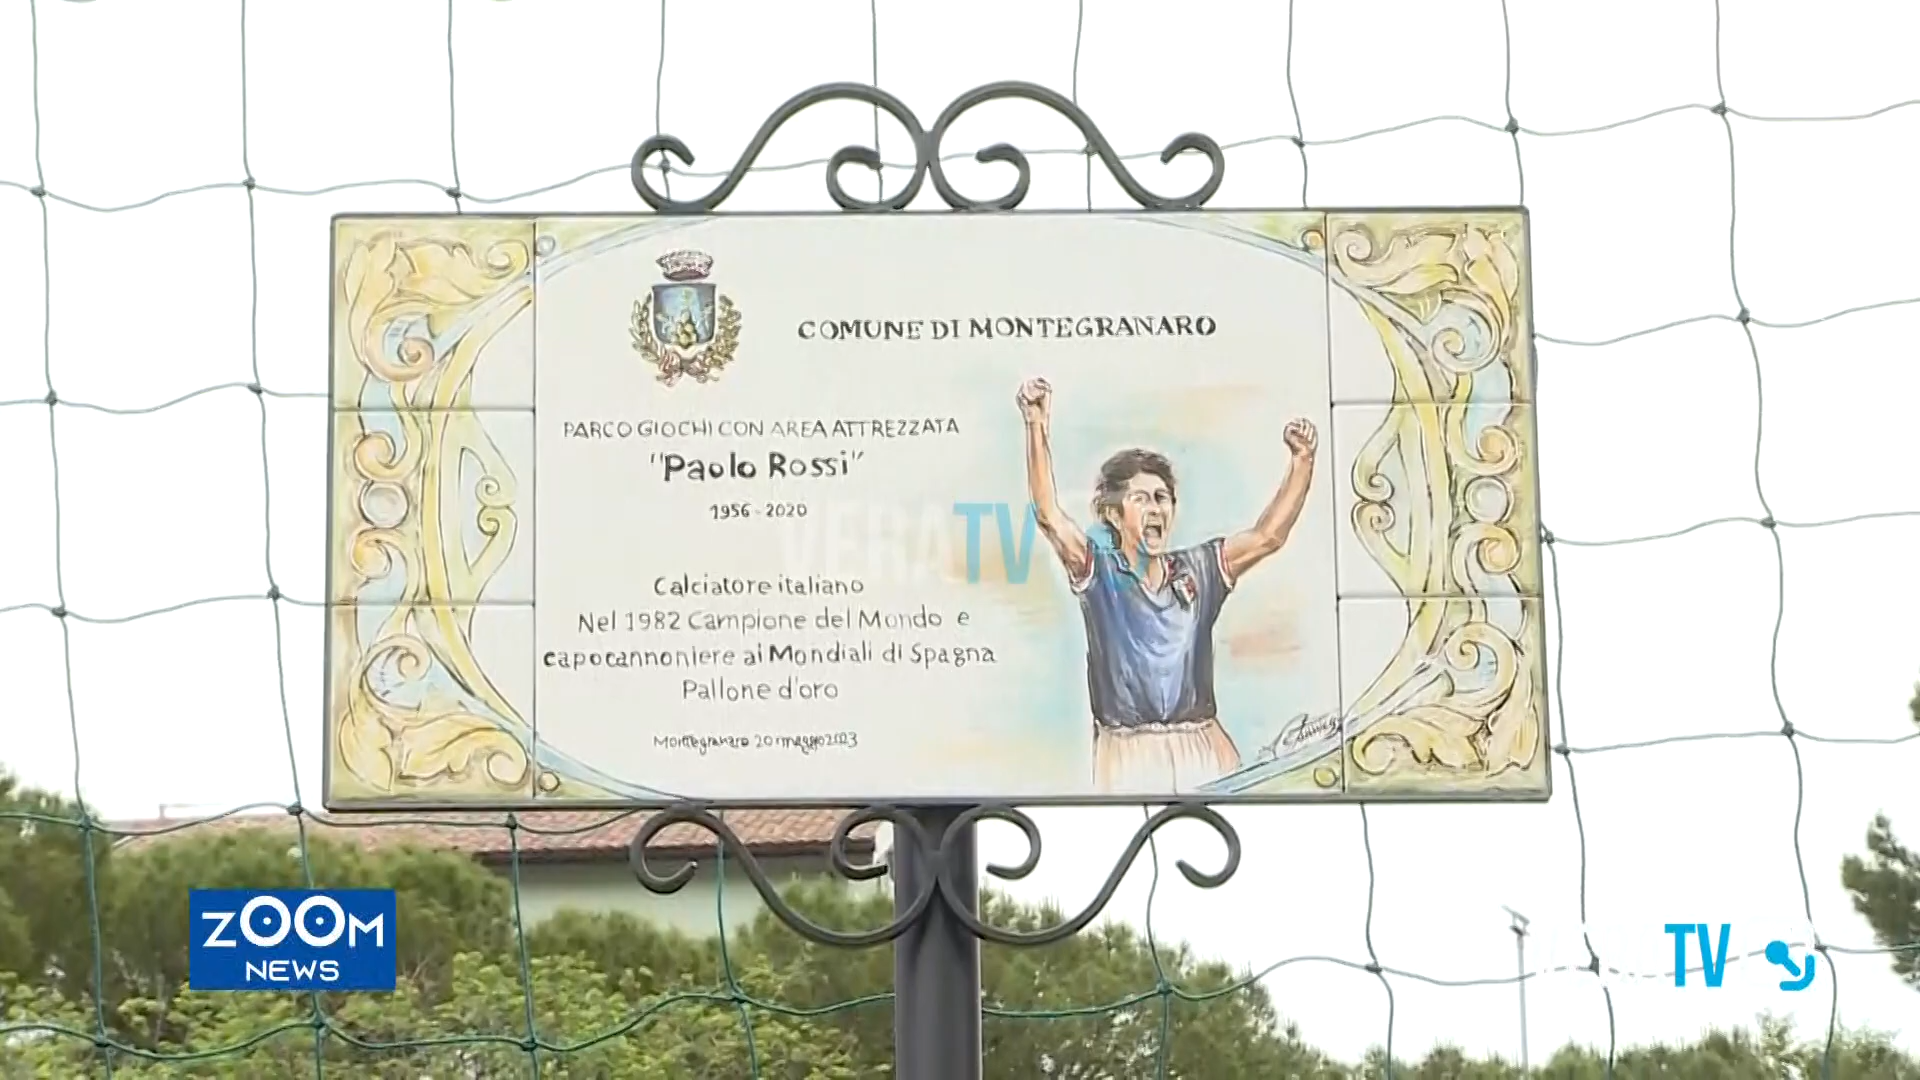 COMUNE DI MONTEGRANARO
PARCO GIOCHI CON AREA ATTREZZATA
"Paolo Rossi"
1956 - 2020
VERATV
Calciatore italiano
Nel 1982 Campione del Mondo e
capocannoniere ai Mondiali di Spagna
Pallone d'oro
Montegranaro 20 maggio 2023
ZOOM
NEWS
TV